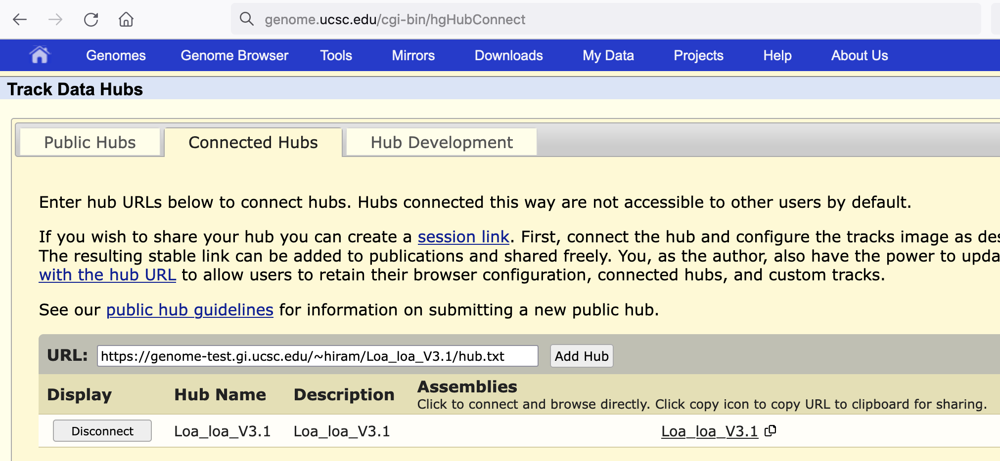 genome.ucsc.edu/cgi-bin/hgHubConnect
Genomes Genome Browser Tools Mirrors Downloads My Data Projects Help About Us
Track Data Hubs
Public Hubs Connected Hubs Hub Development
Enter hub URLs below to connect hubs. Hubs connected this way are not accessible to other users by default.
If you wish to share your hub you can create a session link. First, connect the hub and configure the tracks image as
The resulting stable link can be added to publications and shared freely. You, as the author, also have the power to
with the hub URL to allow users to retain their browser configuration, connected hubs, and custom tracks.
See our public hub guidelines for information on submitting a new public hub.
URL: https://genome-test.gi.ucsc.edu/~hiram/Loa_loa_V3.1/hub.txt Add Hub
Display Hub Name Description Assemblies
Click to connect and browse directly. Click copy icon to copy URL to clipboard for sharing.
Disconnect Loa_loa_V3.1 Loa_loa_V3.1 Loa_loa_V3.1